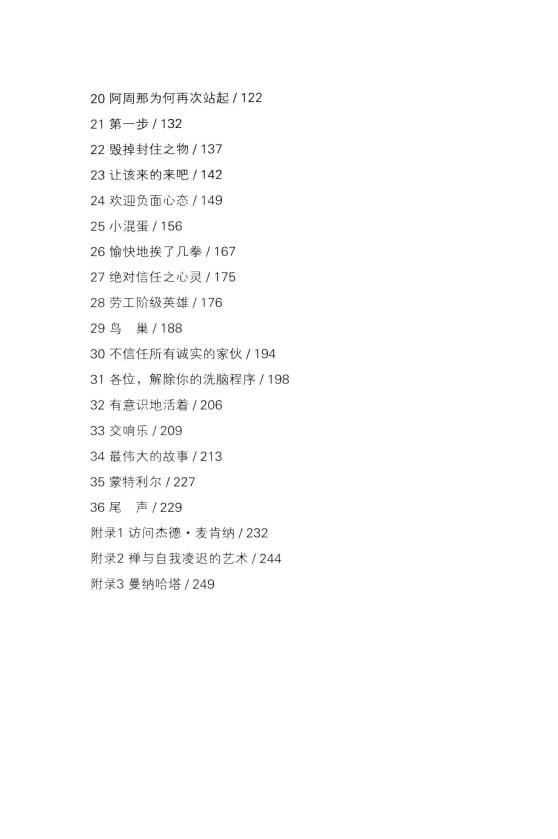 20 阿周那为何再次站起 / 122
21 第一步 / 132
22 毁掉封住之物 / 137
23 让该来的来吧 / 142
24 欢迎负面心态 / 149
25 小混蛋 / 156
26 愉快地挨了几拳 / 167
27 绝对信任之心灵 / 175
28 劳工阶级英雄 / 176
29 鸟　巢 / 188
30 不信任所有诚实的家伙 / 194
31 各位，解除你的洗脑程序 / 198
32 有意识地活着 / 206
33 交响乐 / 209
34 最伟大的故事 / 213
35 蒙特利尔 / 227
36 尾　声 / 229
附录1 访问杰德·麦肯纳 / 232
附录2 禅与自我凌迟的艺术 / 244
附录3 曼纳哈塔 / 249